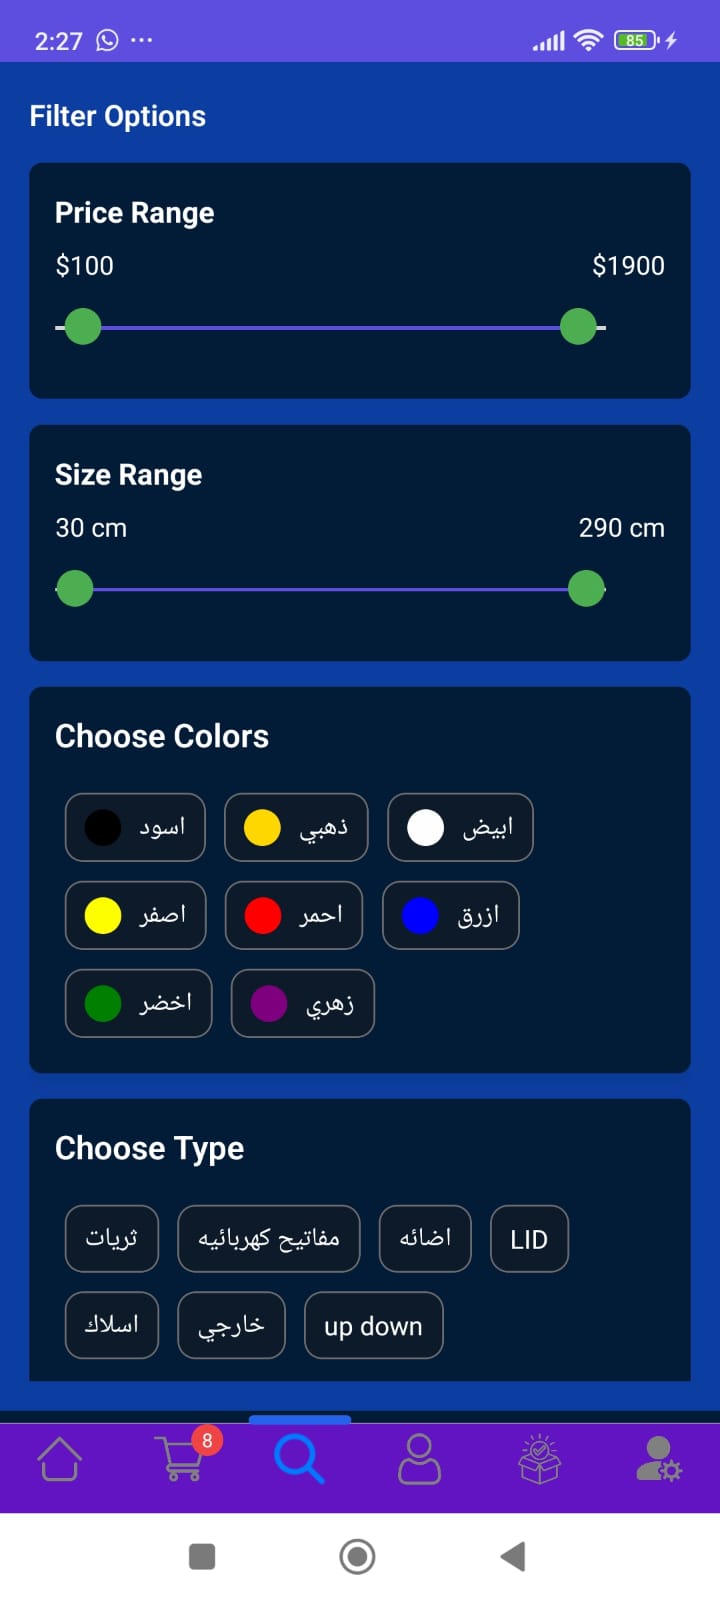 2:27
85
Filter Options
Price Range
$100 $1900
Size Range
30 cm 290 cm
Choose Colors
اسود ذهبي ابيض
اصفر احمر ازرق
اخضر زهري
Choose Type
ثريات مفاتيح كهربائيه اضائه LID
اسلاك خارجي up down
8